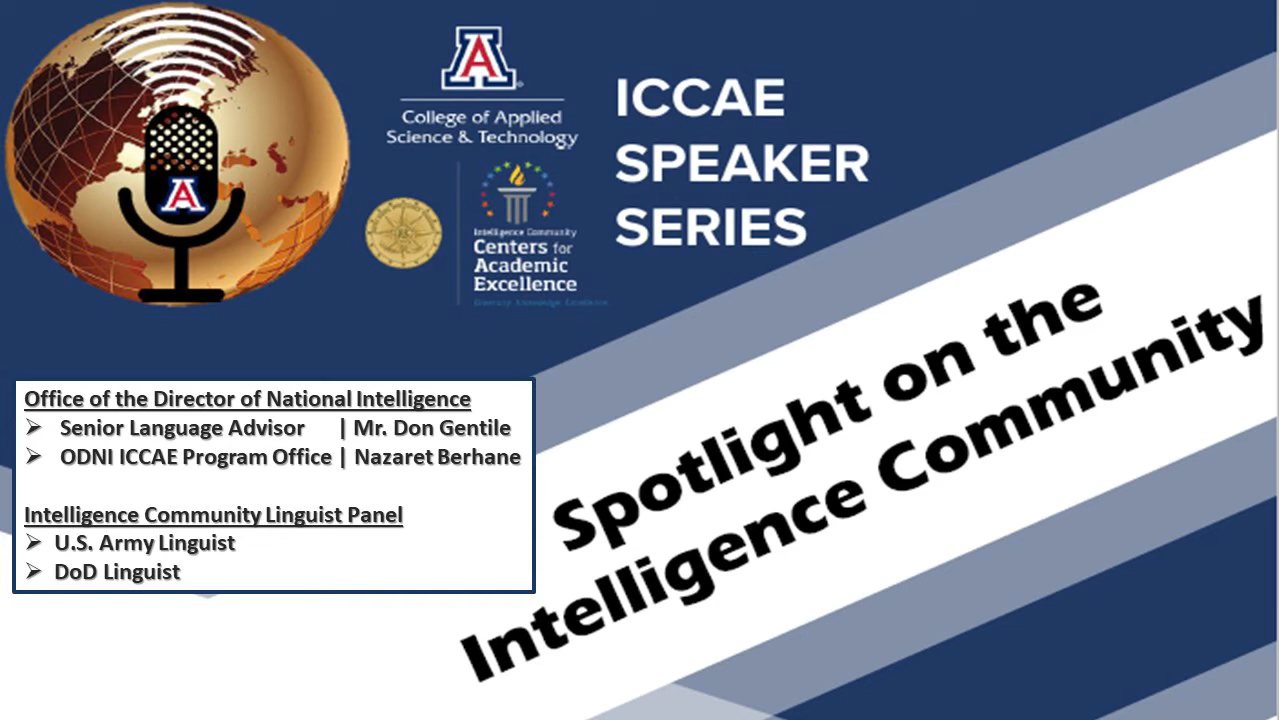 A
College of Applied
Science & Technology
A
Intelligence Community
Centers for
Academic
Excellence
ICCAE
SPEAKER
SERIES
Spotlight on the
Intelligence Community
Office of the Director of National Intelligence
➢ Senior Language Advisor | Mr. Don Gentile
➢ ODNI ICCAE Program Office | Nazaret Berhane
Intelligence Community Linguist Panel
➢ U.S. Army Linguist
➢ DoD Linguist